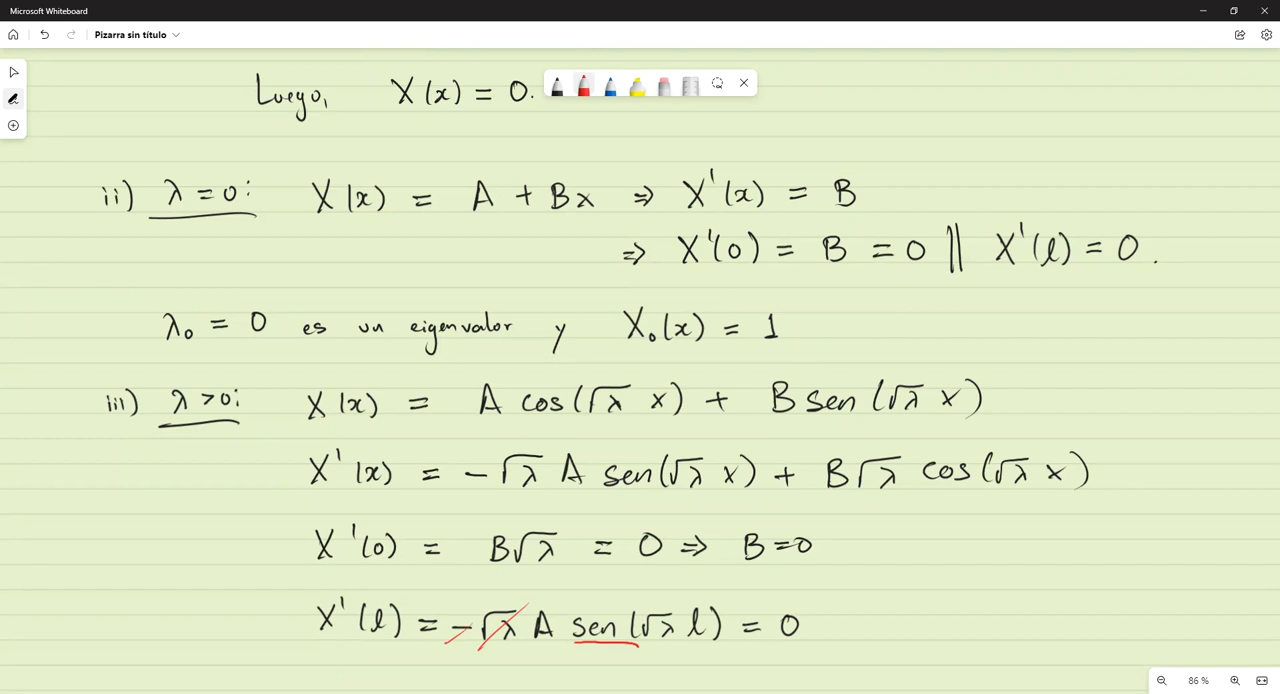 Microsoft Whiteboard
Pizarra sin título
Luego, X(x) = 0.
ii) λ = 0: X(x) = A + Bx ⇒ X'(x) = B
⇒ X'(0) = B = 0 || X'(l) = 0.
λ₀ = 0 es un eigenvalor y X₀(x) = 1
iii) λ > 0: X(x) = A cos(√λ x) + B sen(√λ x)
X'(x) = -√λ A sen(√λ x) + B√λ cos(√λ x)
X'(0) = B√λ = 0 ⇒ B = 0
X'(l) = -√λ A sen(√λ l) = 0
86 %